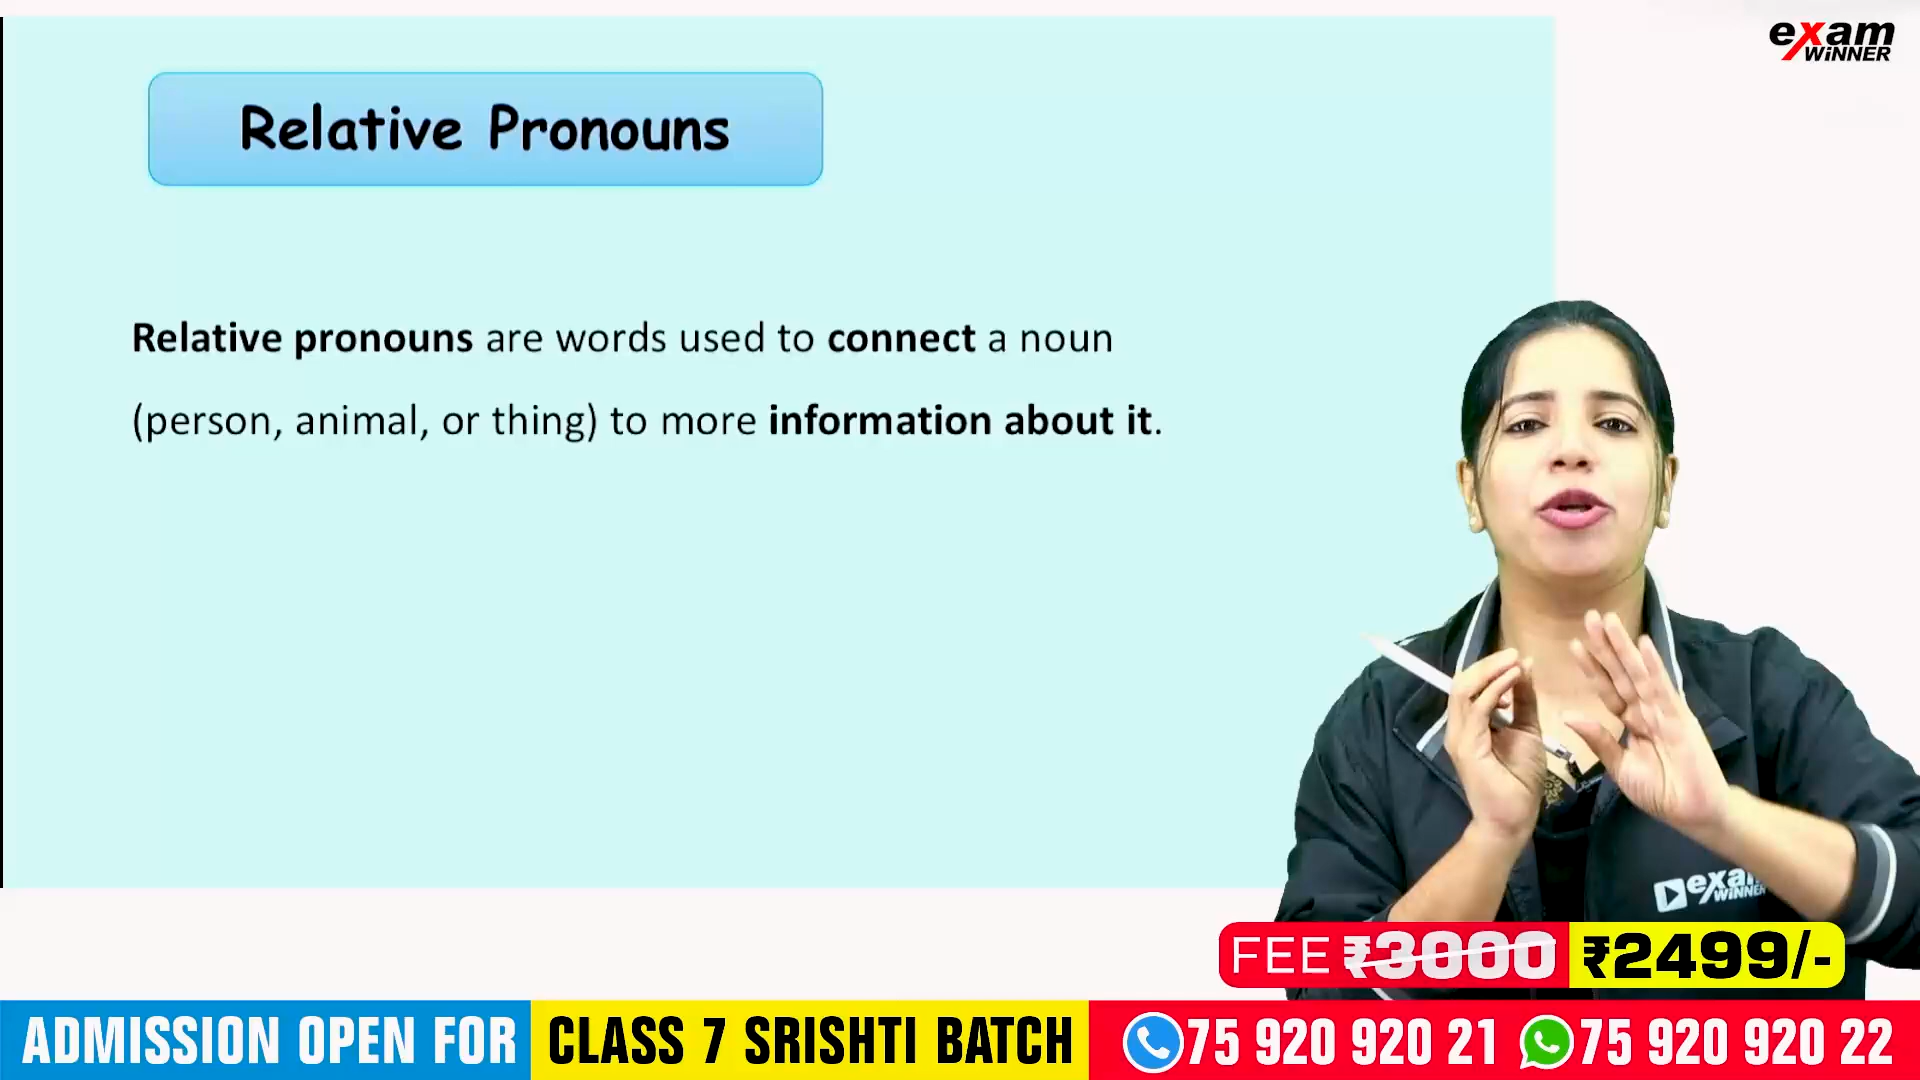 exam
WiNNER
Relative Pronouns
Relative pronouns are words used to connect a noun
(person, animal, or thing) to more information about it.
exam
WiNNER
FEE ₹3000 ₹2499/-
ADMISSION OPEN FOR CLASS 7 SRISHTI BATCH 75 920 920 21 75 920 920 22